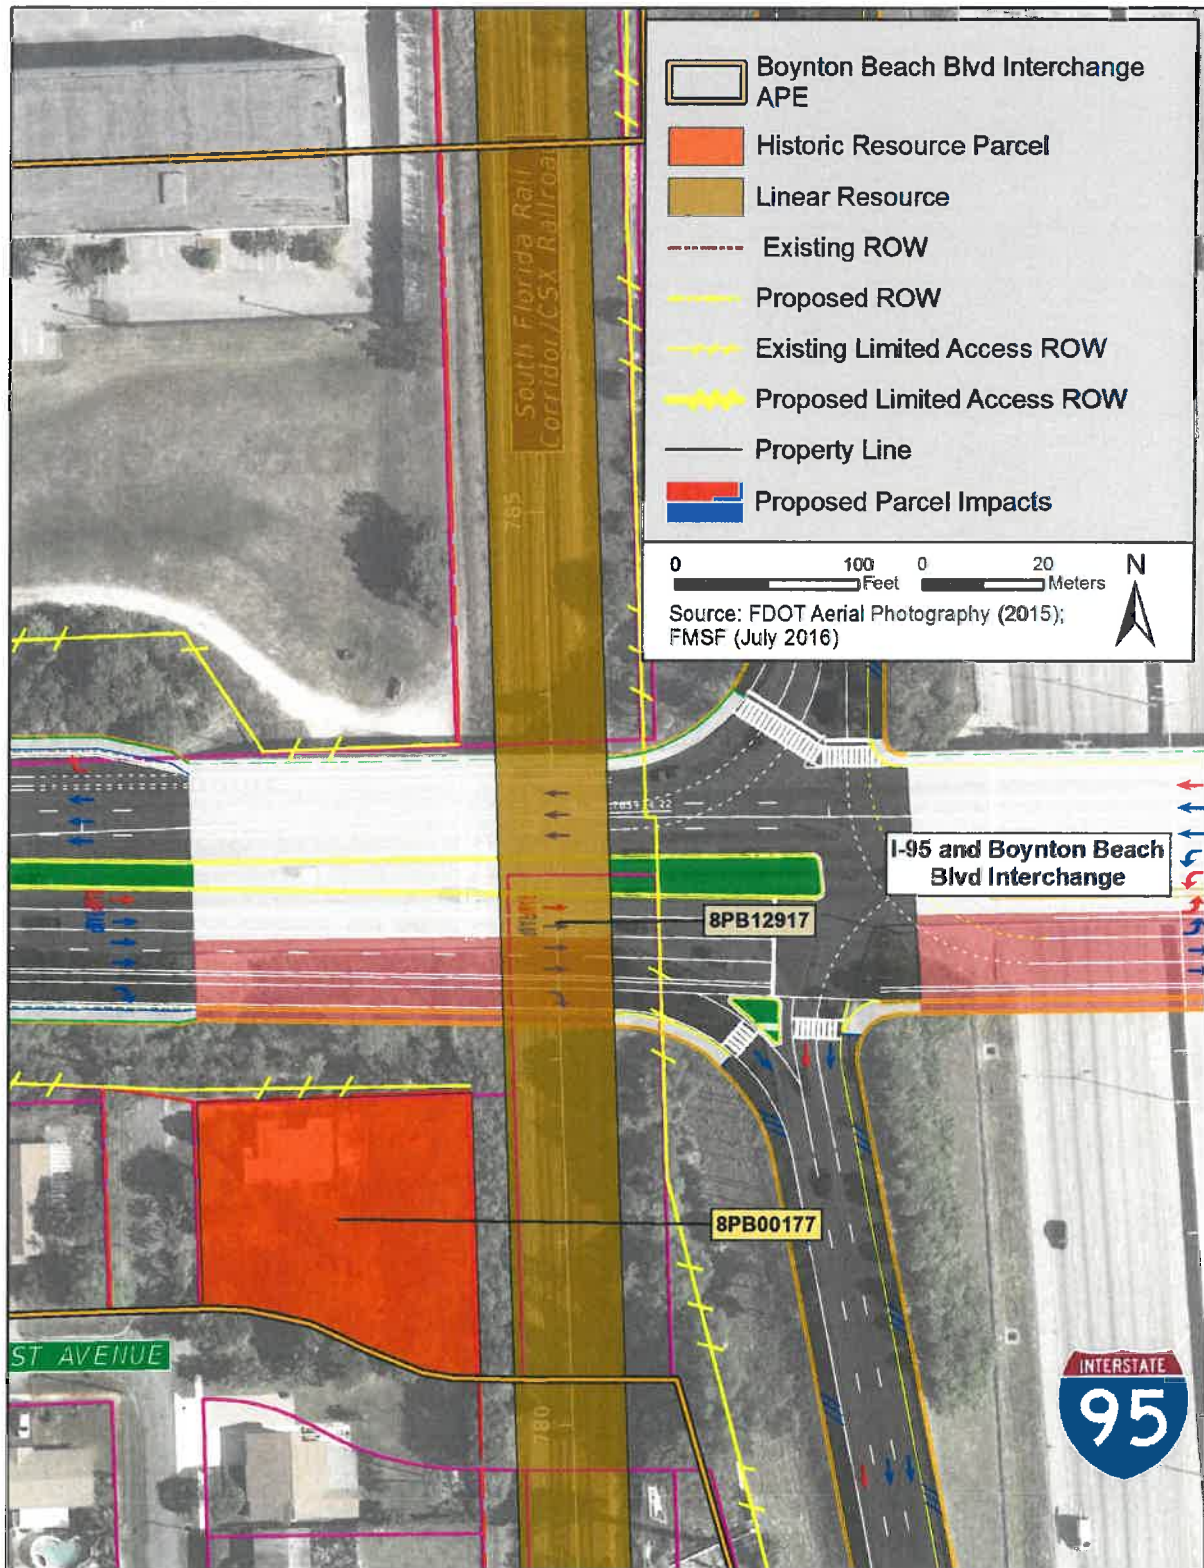 Boynton Beach Blvd Interchange
APE
Historic Resource Parcel
Linear Resource
Existing ROW
Proposed ROW
Existing Limited Access ROW
Proposed Limited Access ROW
Property Line
Proposed Parcel Impacts
0 100 0 20 N
Feet Meters
Source: FDOT Aerial Photography (2015);
FMSF (July 2016)
South Florida Rail
Corridor/CSX Railroad
785
I-95 and Boynton Beach
Blvd Interchange
8PB12917
8PB00177
ST AVENUE
780
INTERSTATE
95